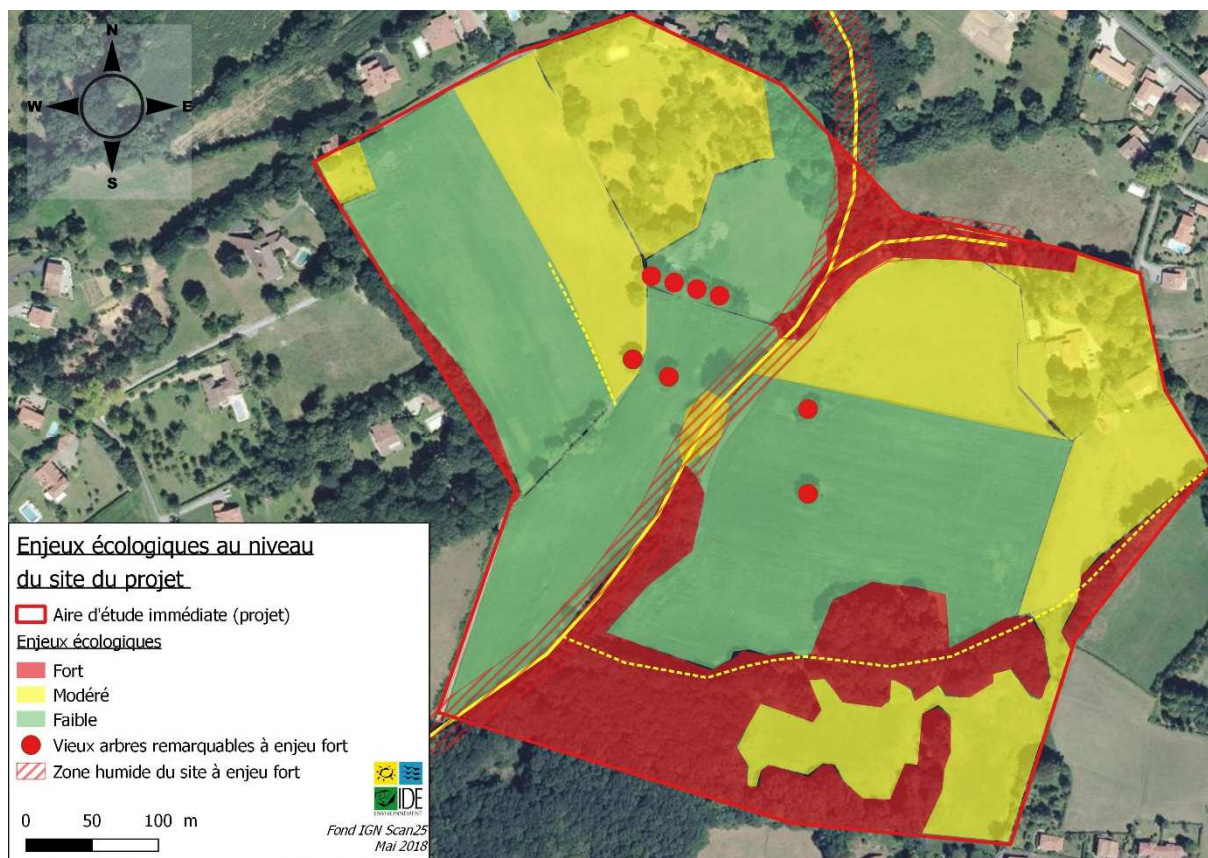 N
W
E
S
Enjeux écologiques au niveau
du site du projet
Aire d'étude immédiate (projet)
Enjeux écologiques
Fort
Modéré
Faible
Vieux arbres remarquables à enjeu fort
Zone humide du site à enjeu fort
IDE
ENVIRONNEMENT
0 50 100 m
Fond IGN Scan25
Mai 2018